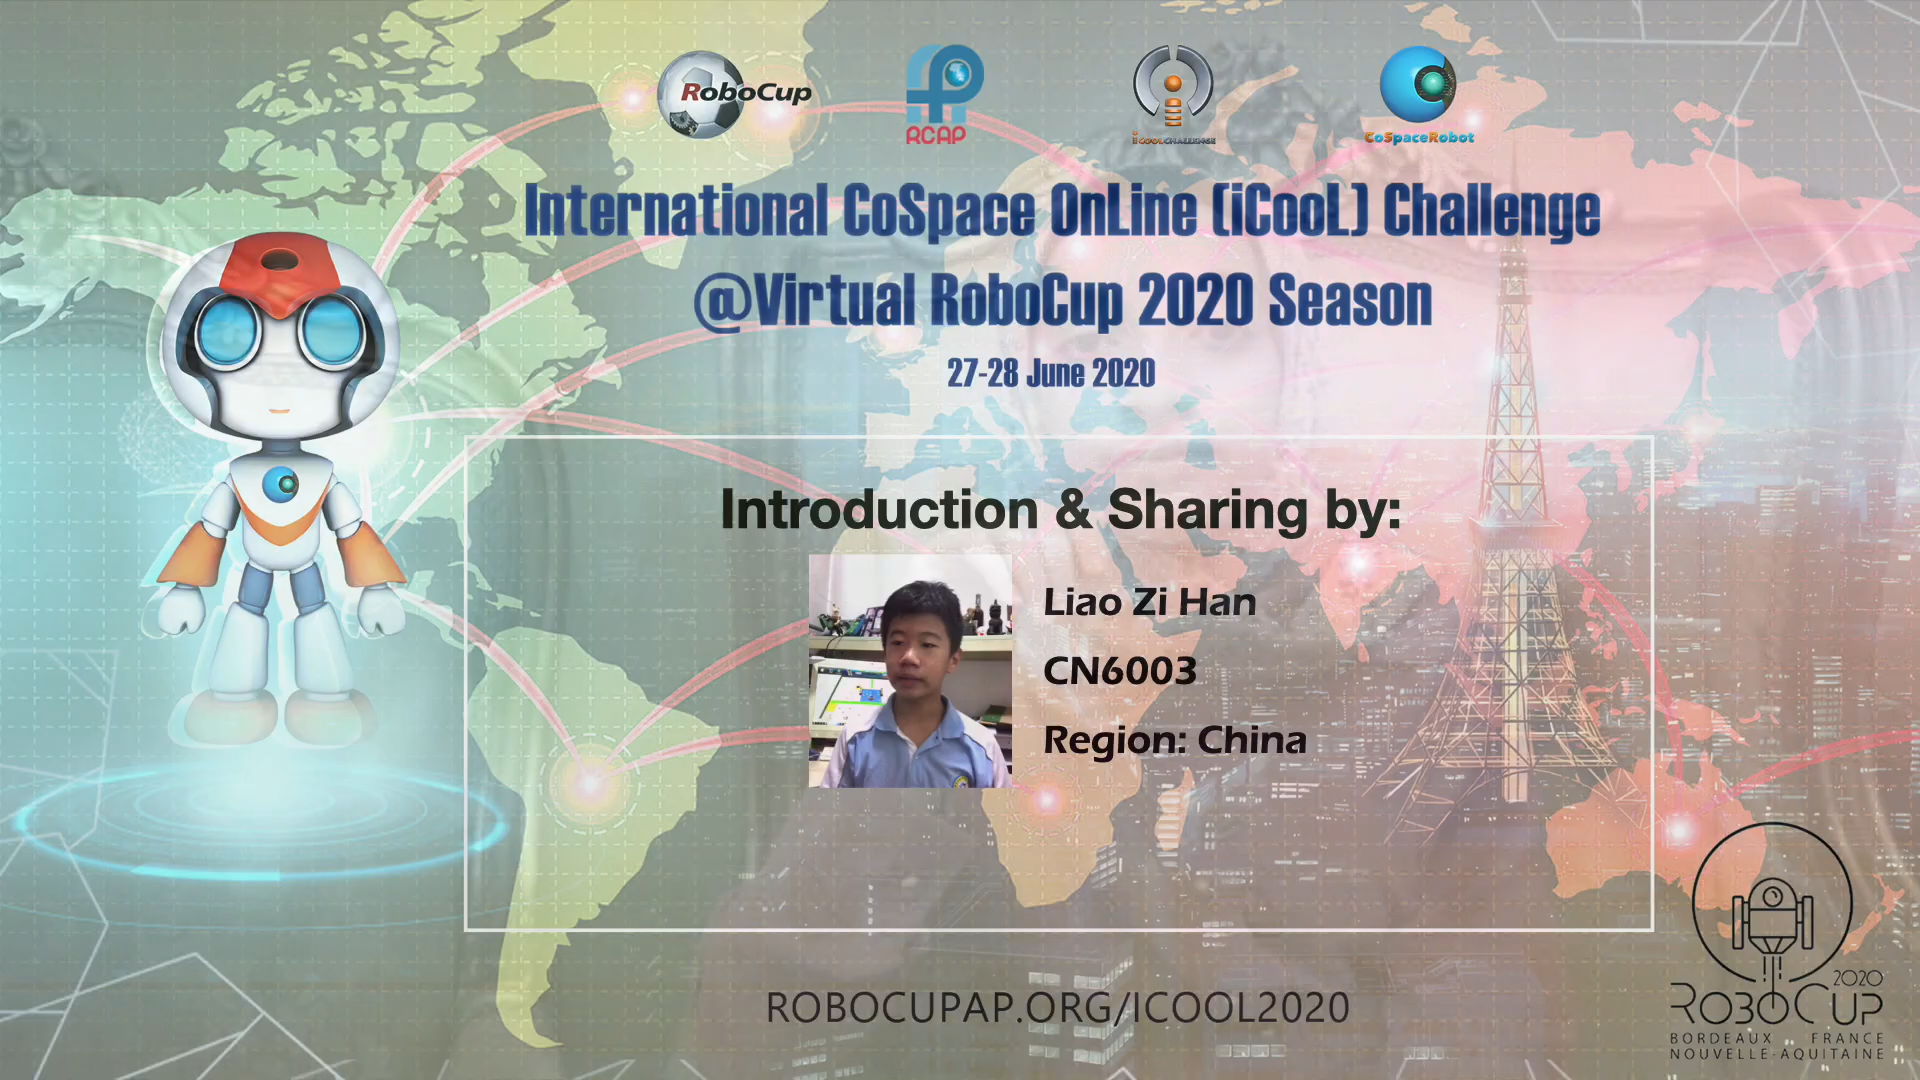 RoboCup
RCAP
iCOOLCHALLENGE
CoSpaceRobot
International CoSpace OnLine (iCooL) Challenge
@Virtual RoboCup 2020 Season
27-28 June 2020
Introduction & Sharing by:
Liao Zi Han
CN6003
Region: China
ROBOCUPAP.ORG/ICOOL2020
2020
ROBOCUP
BORDEAUX FRANCE
NOUVELLE-AQUITAINE